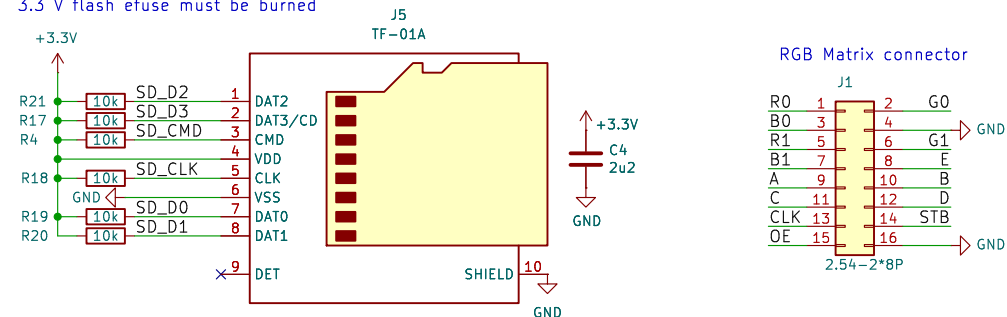 3.3 V flash efuse must be burned
J5
TF-01A
+3.3V
R21 10k SD_D2 1 DAT2
R17 10k SD_D3 2 DAT3/CD
R4 10k SD_CMD 3 CMD
4 VDD
R18 10k SD_CLK 5 CLK
GND 6 VSS
R19 10k SD_D0 7 DAT0
R20 10k SD_D1 8 DAT1
9 DET
SHIELD 10
GND
+3.3V
C4
2u2
GND
RGB Matrix connector
J1
R0 1 2 G0
B0 3 4 GND
R1 5 6 G1
B1 7 8 E
A 9 10 B
C 11 12 D
CLK 13 14 STB
OE 15 16 GND
2.54-2*8P